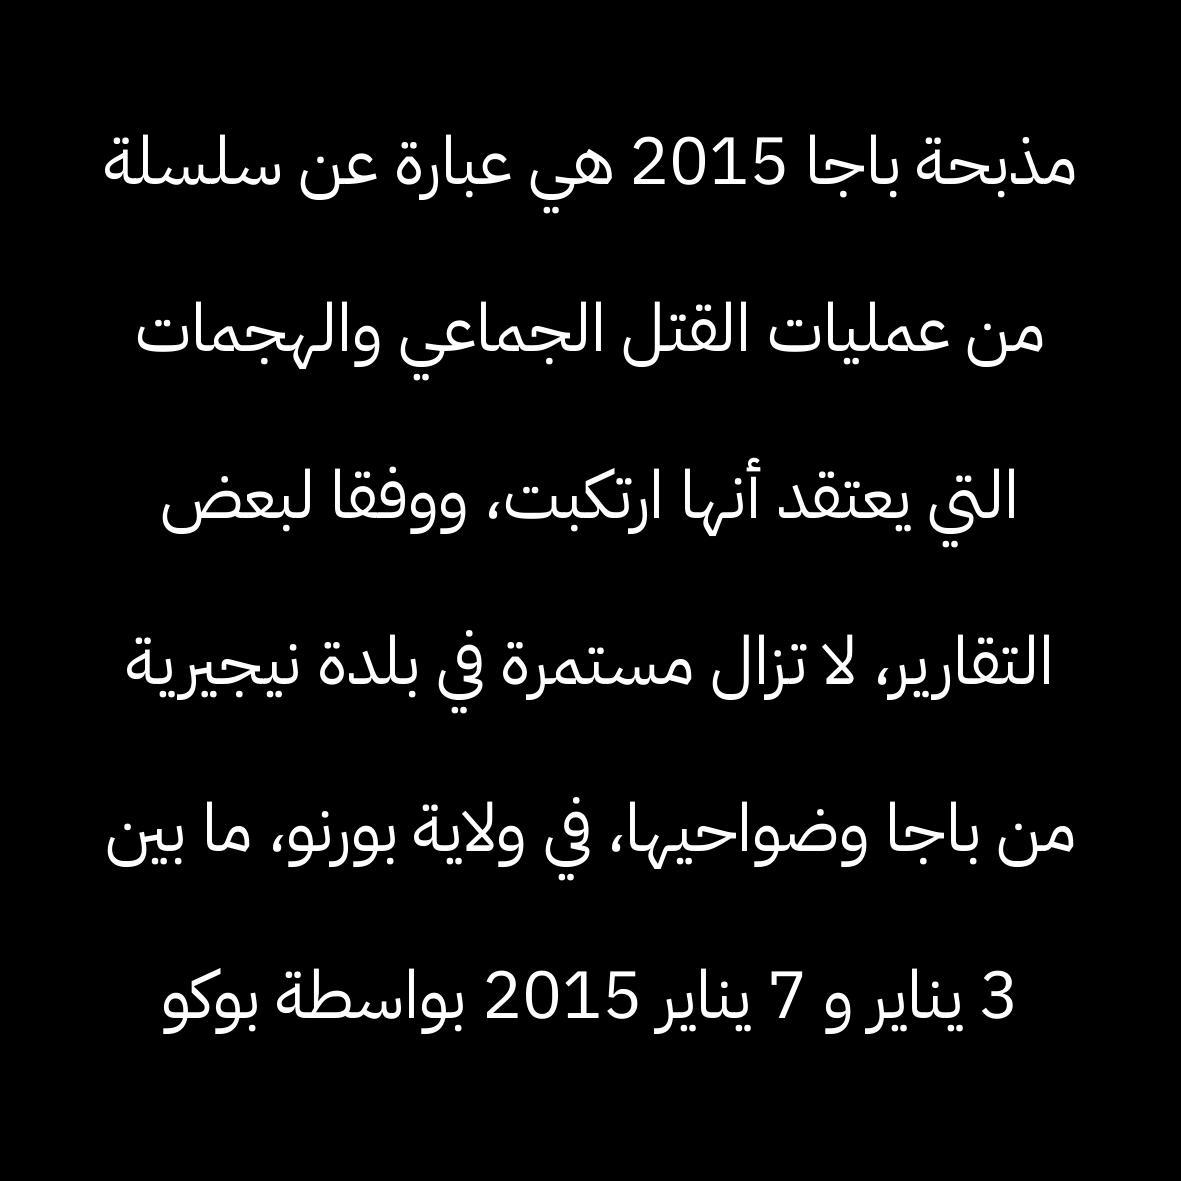 مذبحة باجا 2015 هي عبارة عن سلسلة
من عمليات القتل الجماعي والهجمات
التي يعتقد أنها ارتكبت، ووفقا لبعض
التقارير، لا تزال مستمرة في بلدة نيجيرية
من باجا وضواحيها، في ولاية بورنو، ما بين
3 يناير و 7 يناير 2015 بواسطة بوكو